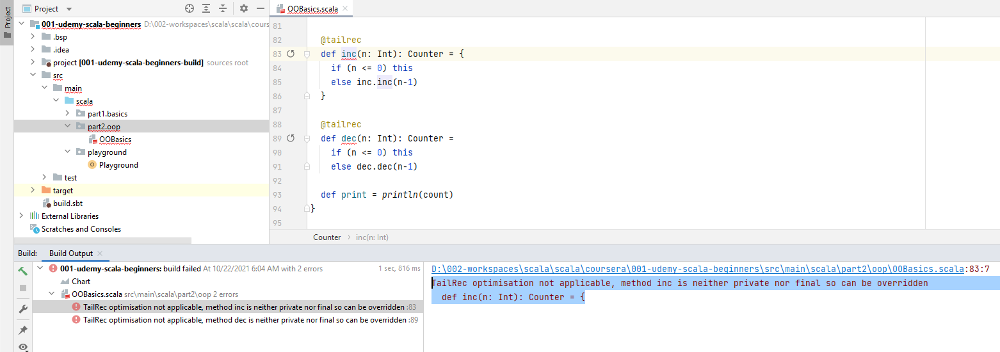 Project
Project
OOBasics.scala
001-udemy-scala-beginners D:\002-workspaces\scala\scala\cours
.bsp
.idea
project [001-udemy-scala-beginners-build] sources root
src
main
scala
part1.basics
part2.oop
OOBasics
playground
Playground
test
target
build.sbt
External Libraries
Scratches and Consoles
81
82 @tailrec
83 def inc(n: Int): Counter = {
84 if (n <= 0) this
85 else inc.inc(n-1)
86 }
87
88 @tailrec
89 def dec(n: Int): Counter =
90 if (n <= 0) this
91 else dec.dec(n-1)
92
93 def print = println(count)
94 }
95
Counter inc(n: Int)
Build: Build Output
001-udemy-scala-beginners: build failed At 10/22/2021 6:04 AM with 2 errors 1 sec, 816 ms
Chart
OOBasics.scala src\main\scala\part2\oop 2 errors
TailRec optimisation not applicable, method inc is neither private nor final so can be overridden :83
TailRec optimisation not applicable, method dec is neither private nor final so can be overridden :89
D:\002-workspaces\scala\scala\coursera\001-udemy-scala-beginners\src\main\scala\part2\oop\OOBasics.scala:83:7
TailRec optimisation not applicable, method inc is neither private nor final so can be overridden
def inc(n: Int): Counter = {